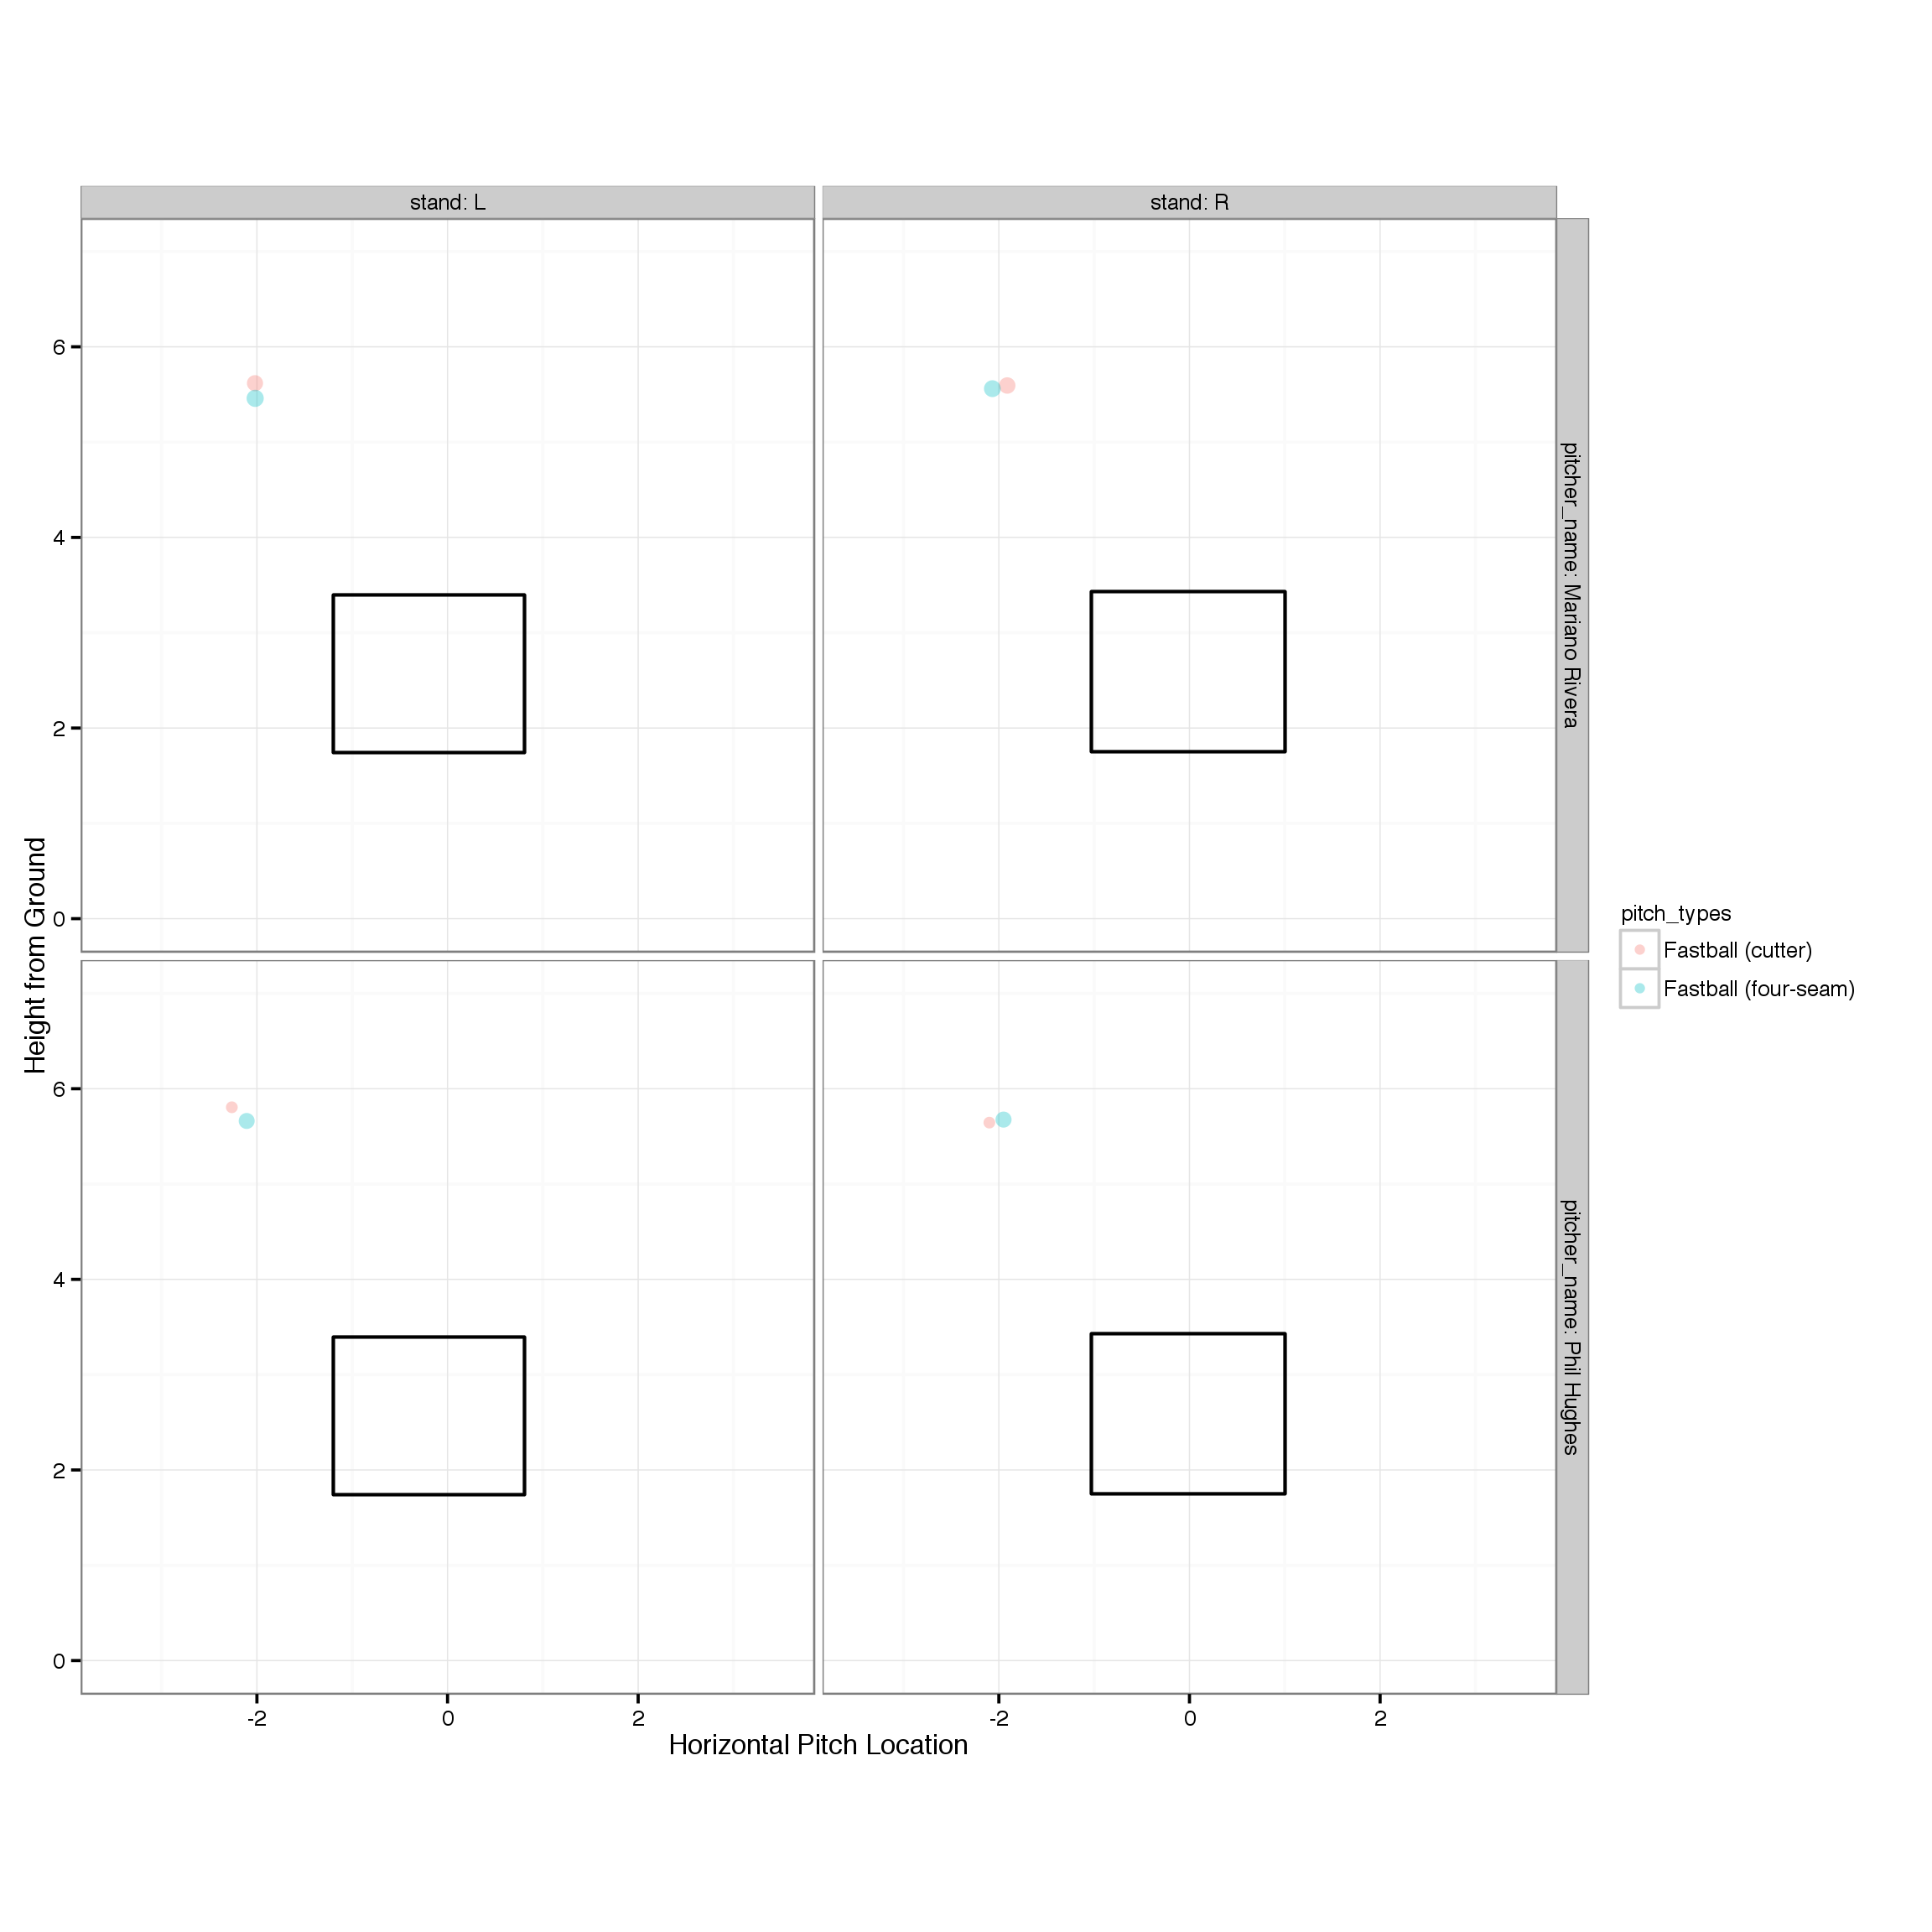 stand: L
stand: R
6
4
2
0
pitcher_name: Mariano Rivera
Height from Ground
6
4
2
0
pitcher_name: Phil Hughes
-2
0
2
-2
0
2
Horizontal Pitch Location
pitch_types
Fastball (cutter)
Fastball (four-seam)